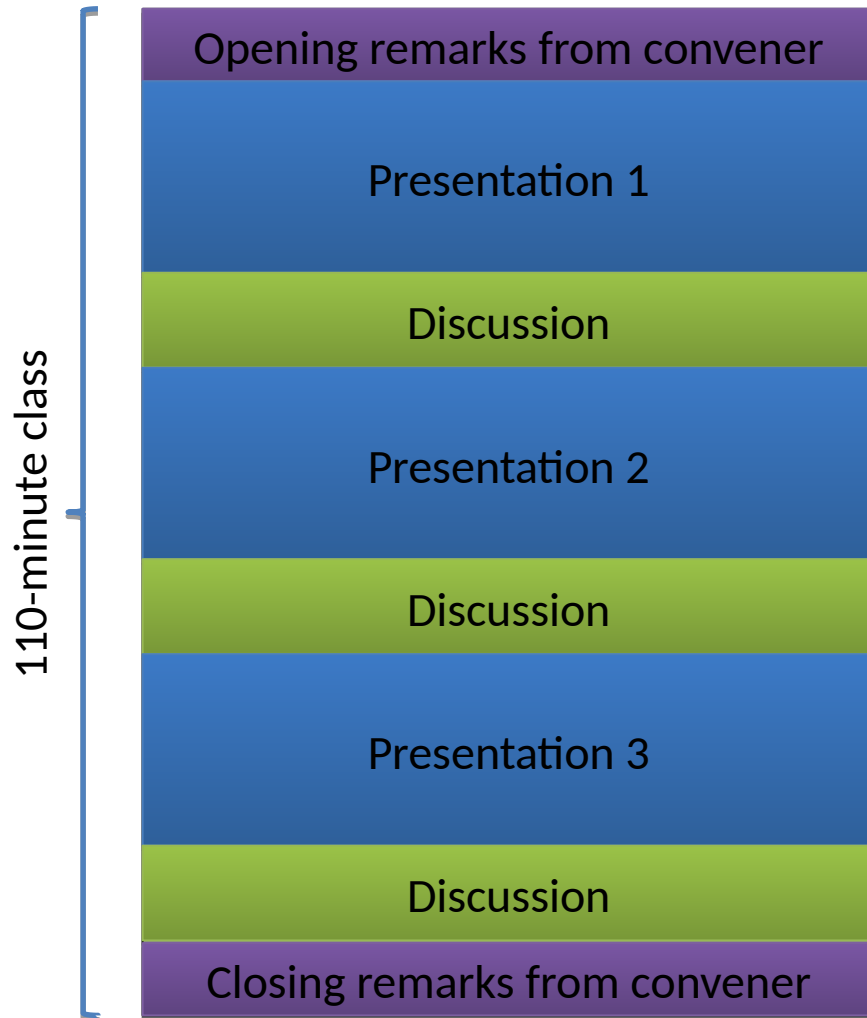 110-minute class
Opening remarks from convener
Presentation 1
Discussion
Presentation 2
Discussion
Presentation 3
Discussion
Closing remarks from convener